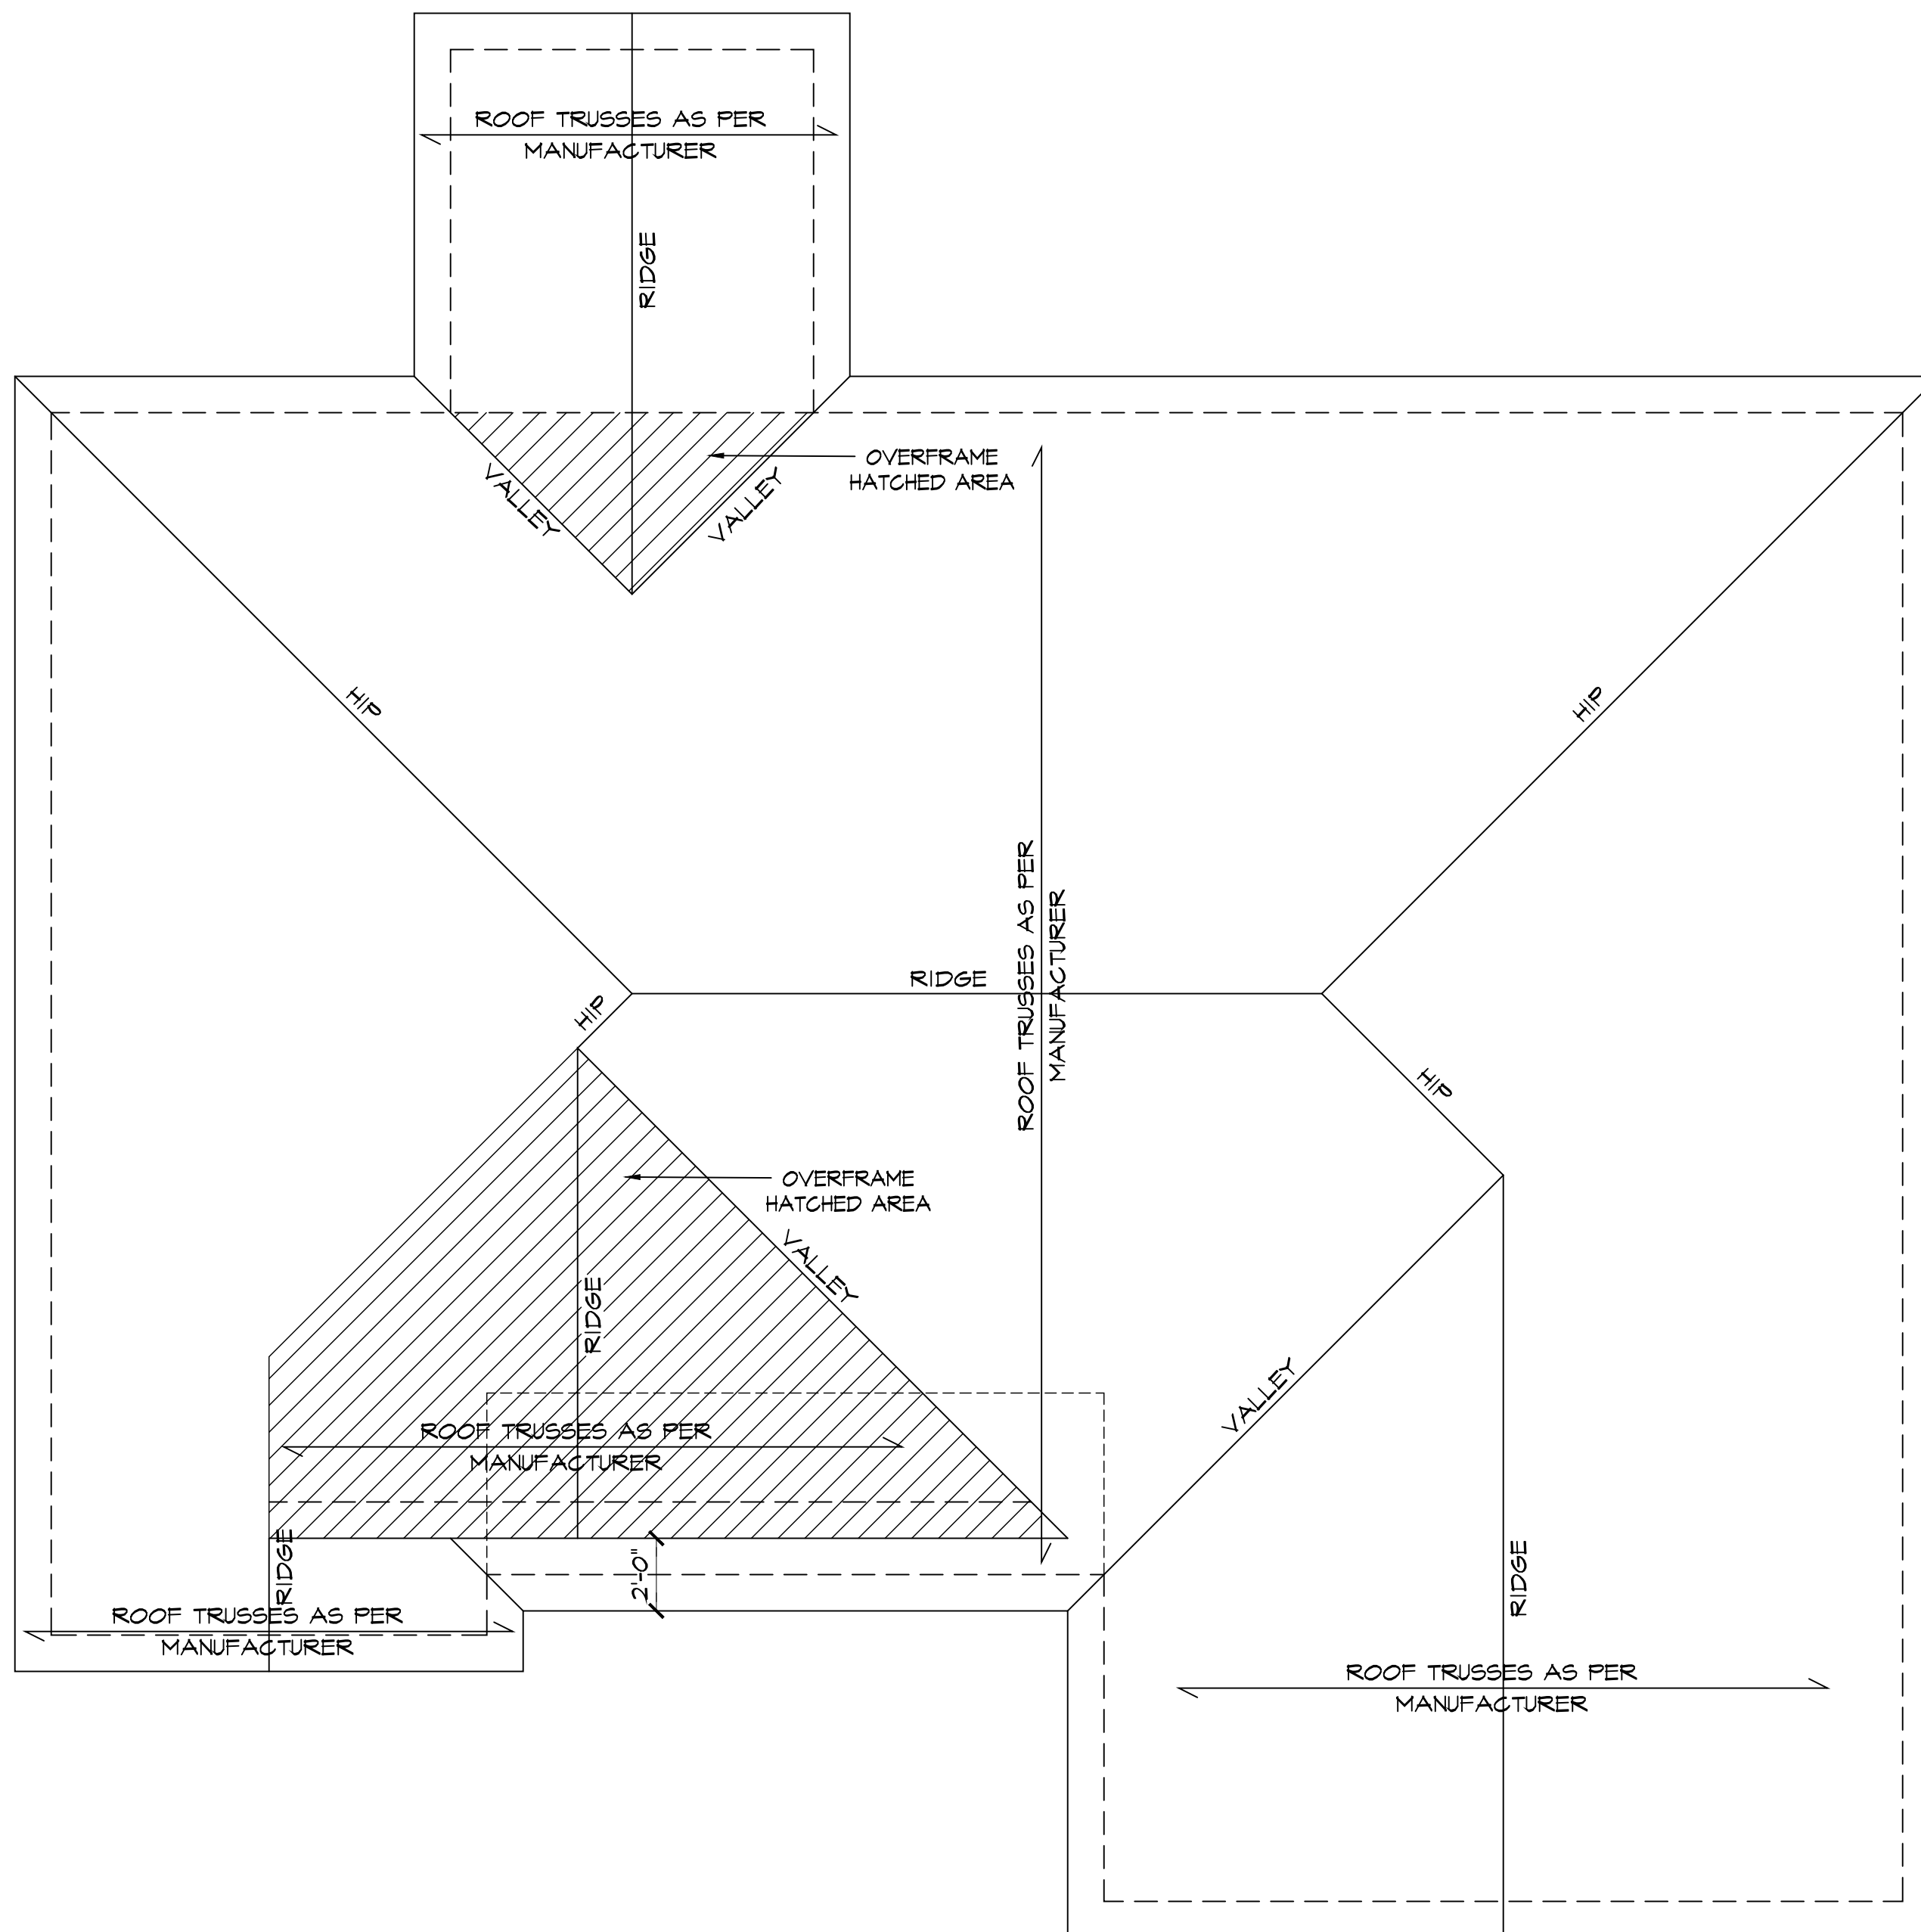 ROOF TRUSSES AS PER
MANUFACTURER
RIDGE
OVERFRAME
HATCHED AREA
VALLEY
VALLEY
HIP
HIP
ROOF TRUSSES AS PER
MANUFACTURER
RIDGE
HIP
HIP
OVERFRAME
HATCHED AREA
VALLEY
RIDGE
VALLEY
ROOF TRUSSES AS PER
MANUFACTURER
RIDGE
2'-0"
RIDGE
ROOF TRUSSES AS PER
MANUFACTURER
ROOF TRUSSES AS PER
MANUFACTURER